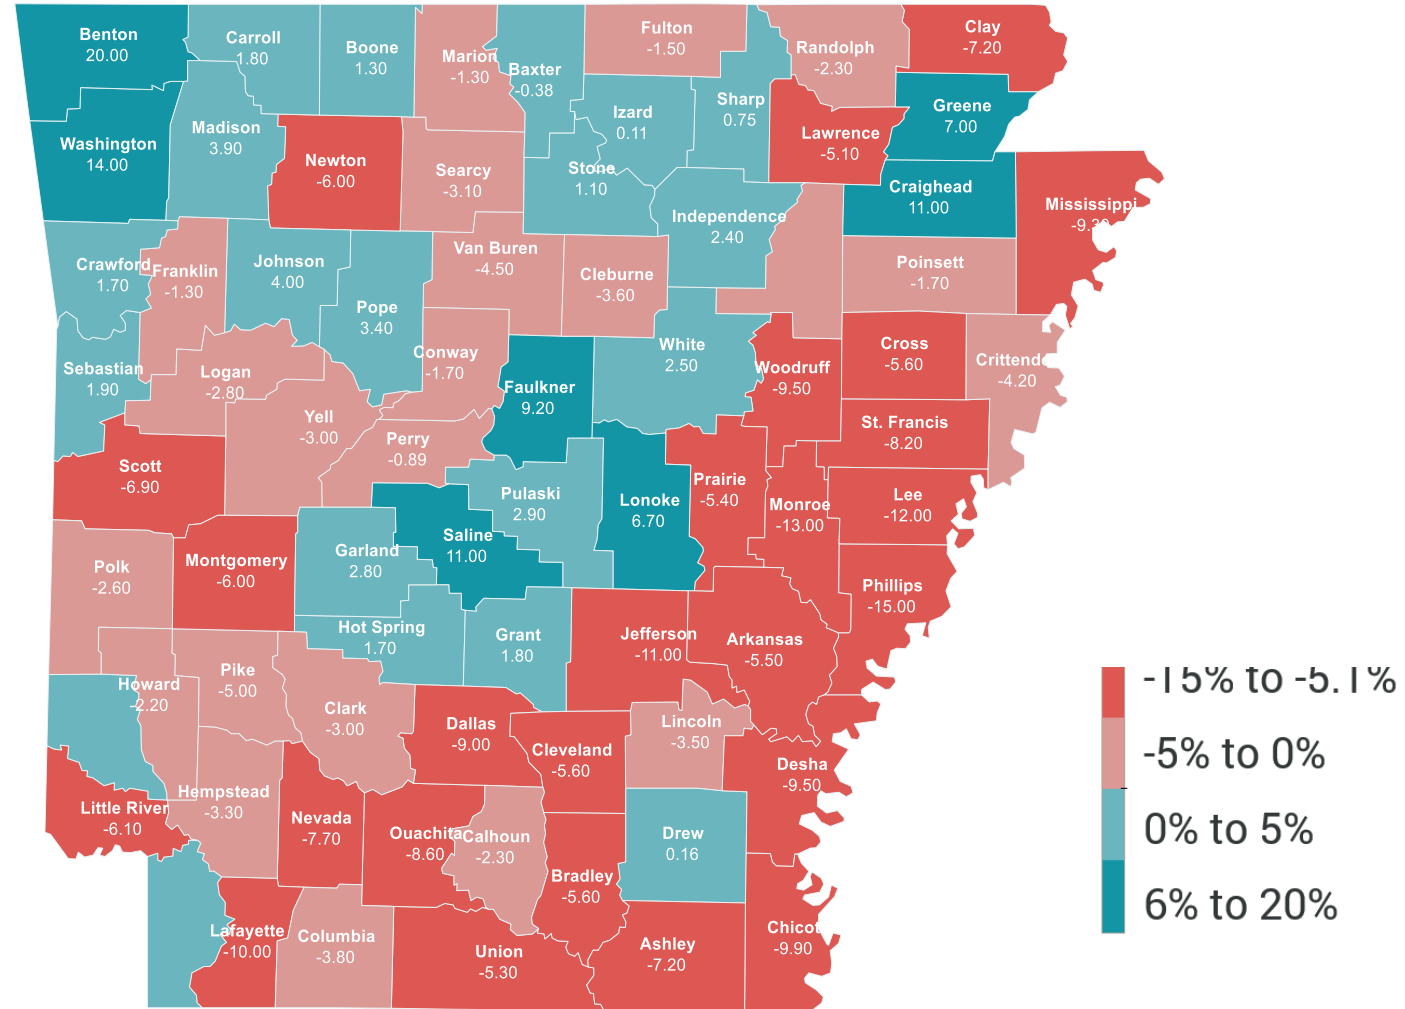 Benton
20.00
Carroll
1.80
Boone
1.30
Marion
-1.30
Baxter
-0.38
Fulton
-1.50
Randolph
-2.30
Clay
-7.20
Washington
14.00
Madison
3.90
Newton
-6.00
Searcy
-3.10
Stone
1.10
Izard
0.11
Sharp
0.75
Lawrence
-5.10
Greene
7.00
Craighead
11.00
Mississippi
Crawford
1.70
Franklin
-1.30
Johnson
4.00
Pope
3.40
Van Buren
-4.50
Cleburne
-3.60
Independence
2.40
Poinsett
-1.70
Sebastian
1.90
Logan
-2.80
Conway
-1.70
Faulkner
9.20
White
2.50
Woodruff
-9.50
Cross
-5.60
Crittende
-4.20
Yell
-3.00
Perry
-0.89
St. Francis
-8.20
Scott
-6.90
Pulaski
2.90
Lonoke
6.70
Prairie
-5.40
Monroe
-13.00
Lee
-12.00
Polk
-2.60
Montgomery
-6.00
Garland
2.80
Saline
11.00
Phillips
-15.00
Hot Spring
1.70
Grant
1.80
Jefferson
-11.00
Arkansas
-5.50
Howard
-2.20
Pike
-5.00
Clark
-3.00
Dallas
-9.00
Cleveland
-5.60
Lincoln
-3.50
Desha
-9.50
Little River
-6.10
Hempstead
-3.30
Nevada
-7.70
Ouachita
-8.60
Calhoun
-2.30
Bradley
-5.60
Drew
0.16
Lafayette
-10.00
Columbia
-3.80
Union
-5.30
Ashley
-7.20
Chicot
-9.90
-15% to -5.1%
-5% to 0%
0% to 5%
6% to 20%